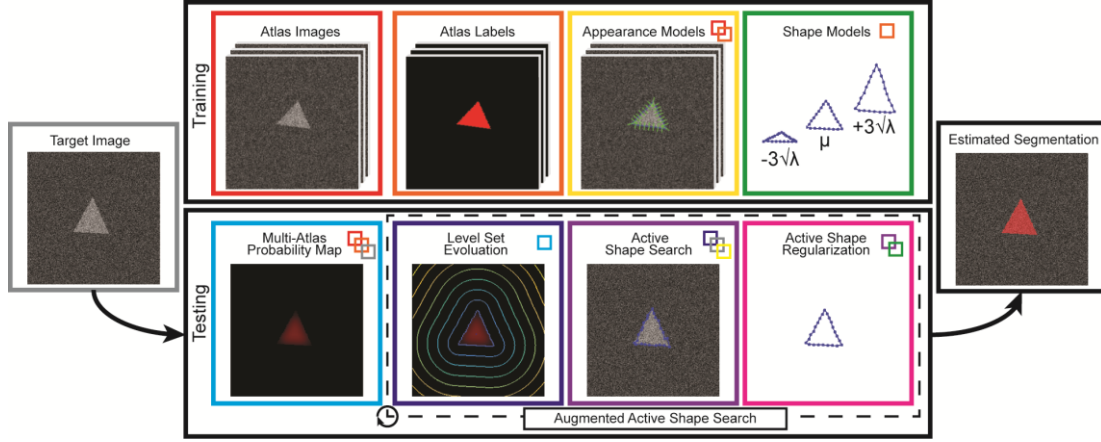 Training
Atlas Images
Atlas Labels
Appearance Models
Shape Models
-3√λ
μ
+3√λ
Target Image
Estimated Segmentation
Testing
Multi-Atlas
Probability Map
Level Set
Evoluation
Active
Shape Search
Active Shape
Regularization
Augmented Active Shape Search